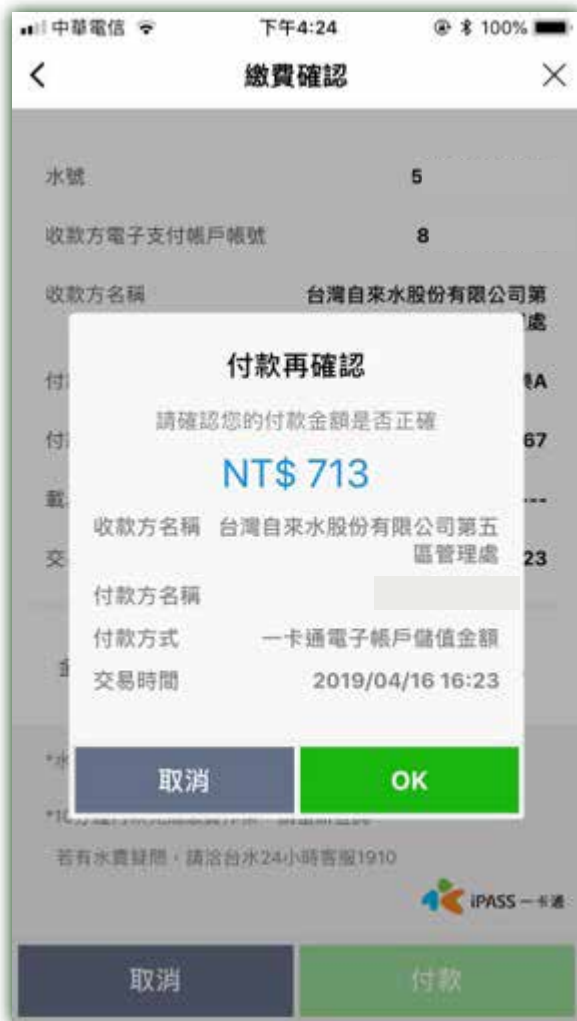 中華電信 下午4:24 100%
繳費確認
水號 5
收款方電子支付帳戶帳號 8
收款方名稱 台灣自來水股份有限公司第
處
付款再確認
付 A
請確認您的付款金額是否正確
付 67
NT$ 713
載 ---
收款方名稱 台灣自來水股份有限公司第五
區管理處
交 23
付款方名稱
付款方式 一卡通電子帳戶儲值金額
交易時間 2019/04/16 16:23
取消 OK
若有水費疑問，請洽台水24小時客服1910
iPASS 一卡通
取消 付款